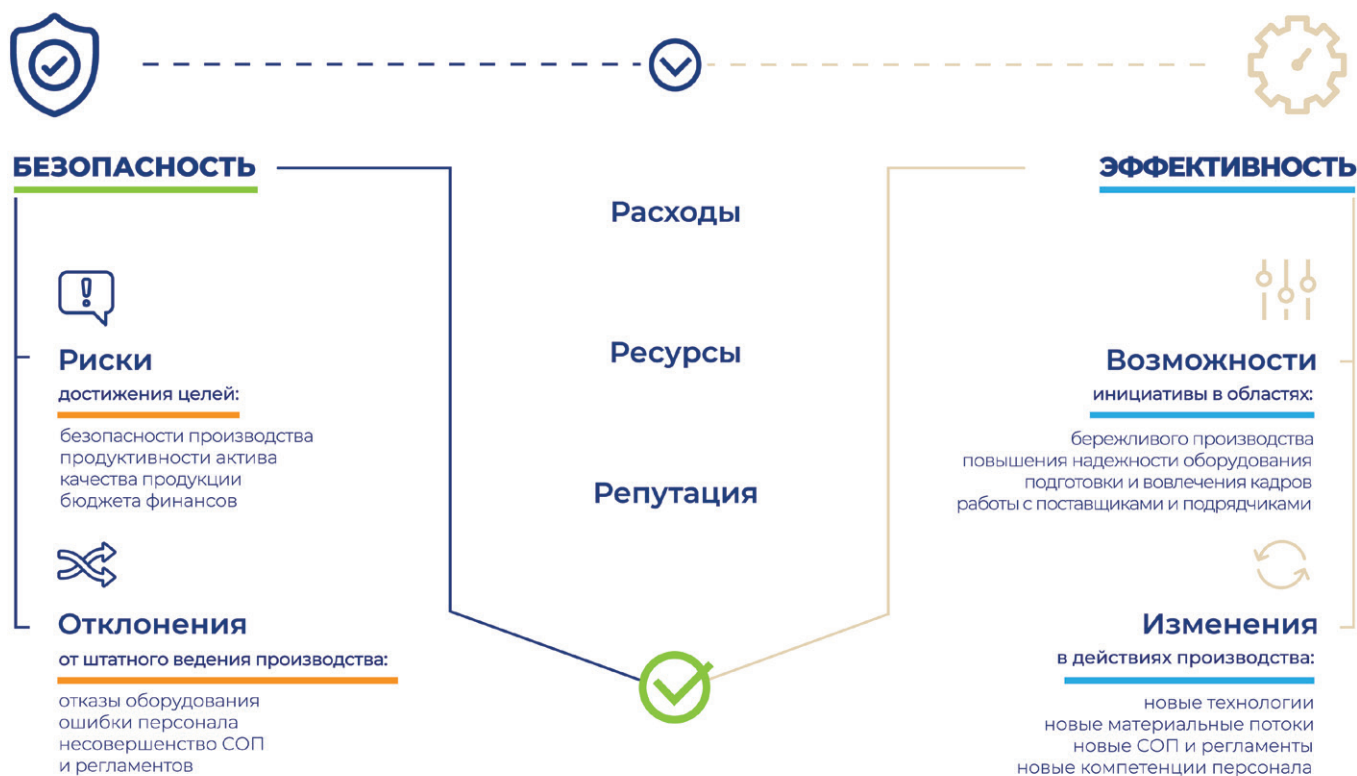 БЕЗОПАСНОСТЬ
Риски
достижения целей:
безопасности производства
продуктивности актива
качества продукции
бюджета финансов
Отклонения
от штатного ведения производства:
отказы оборудования
ошибки персонала
несовершенство СОП
и регламентов
Расходы
Ресурсы
Репутация
ЭФФЕКТИВНОСТЬ
Возможности
инициативы в областях:
бережливого производства
повышения надежности оборудования
подготовки и вовлечения кадров
работы с поставщиками и подрядчиками
Изменения
в действиях производства:
новые технологии
новые материальные потоки
новые СОП и регламенты
новые компетенции персонала